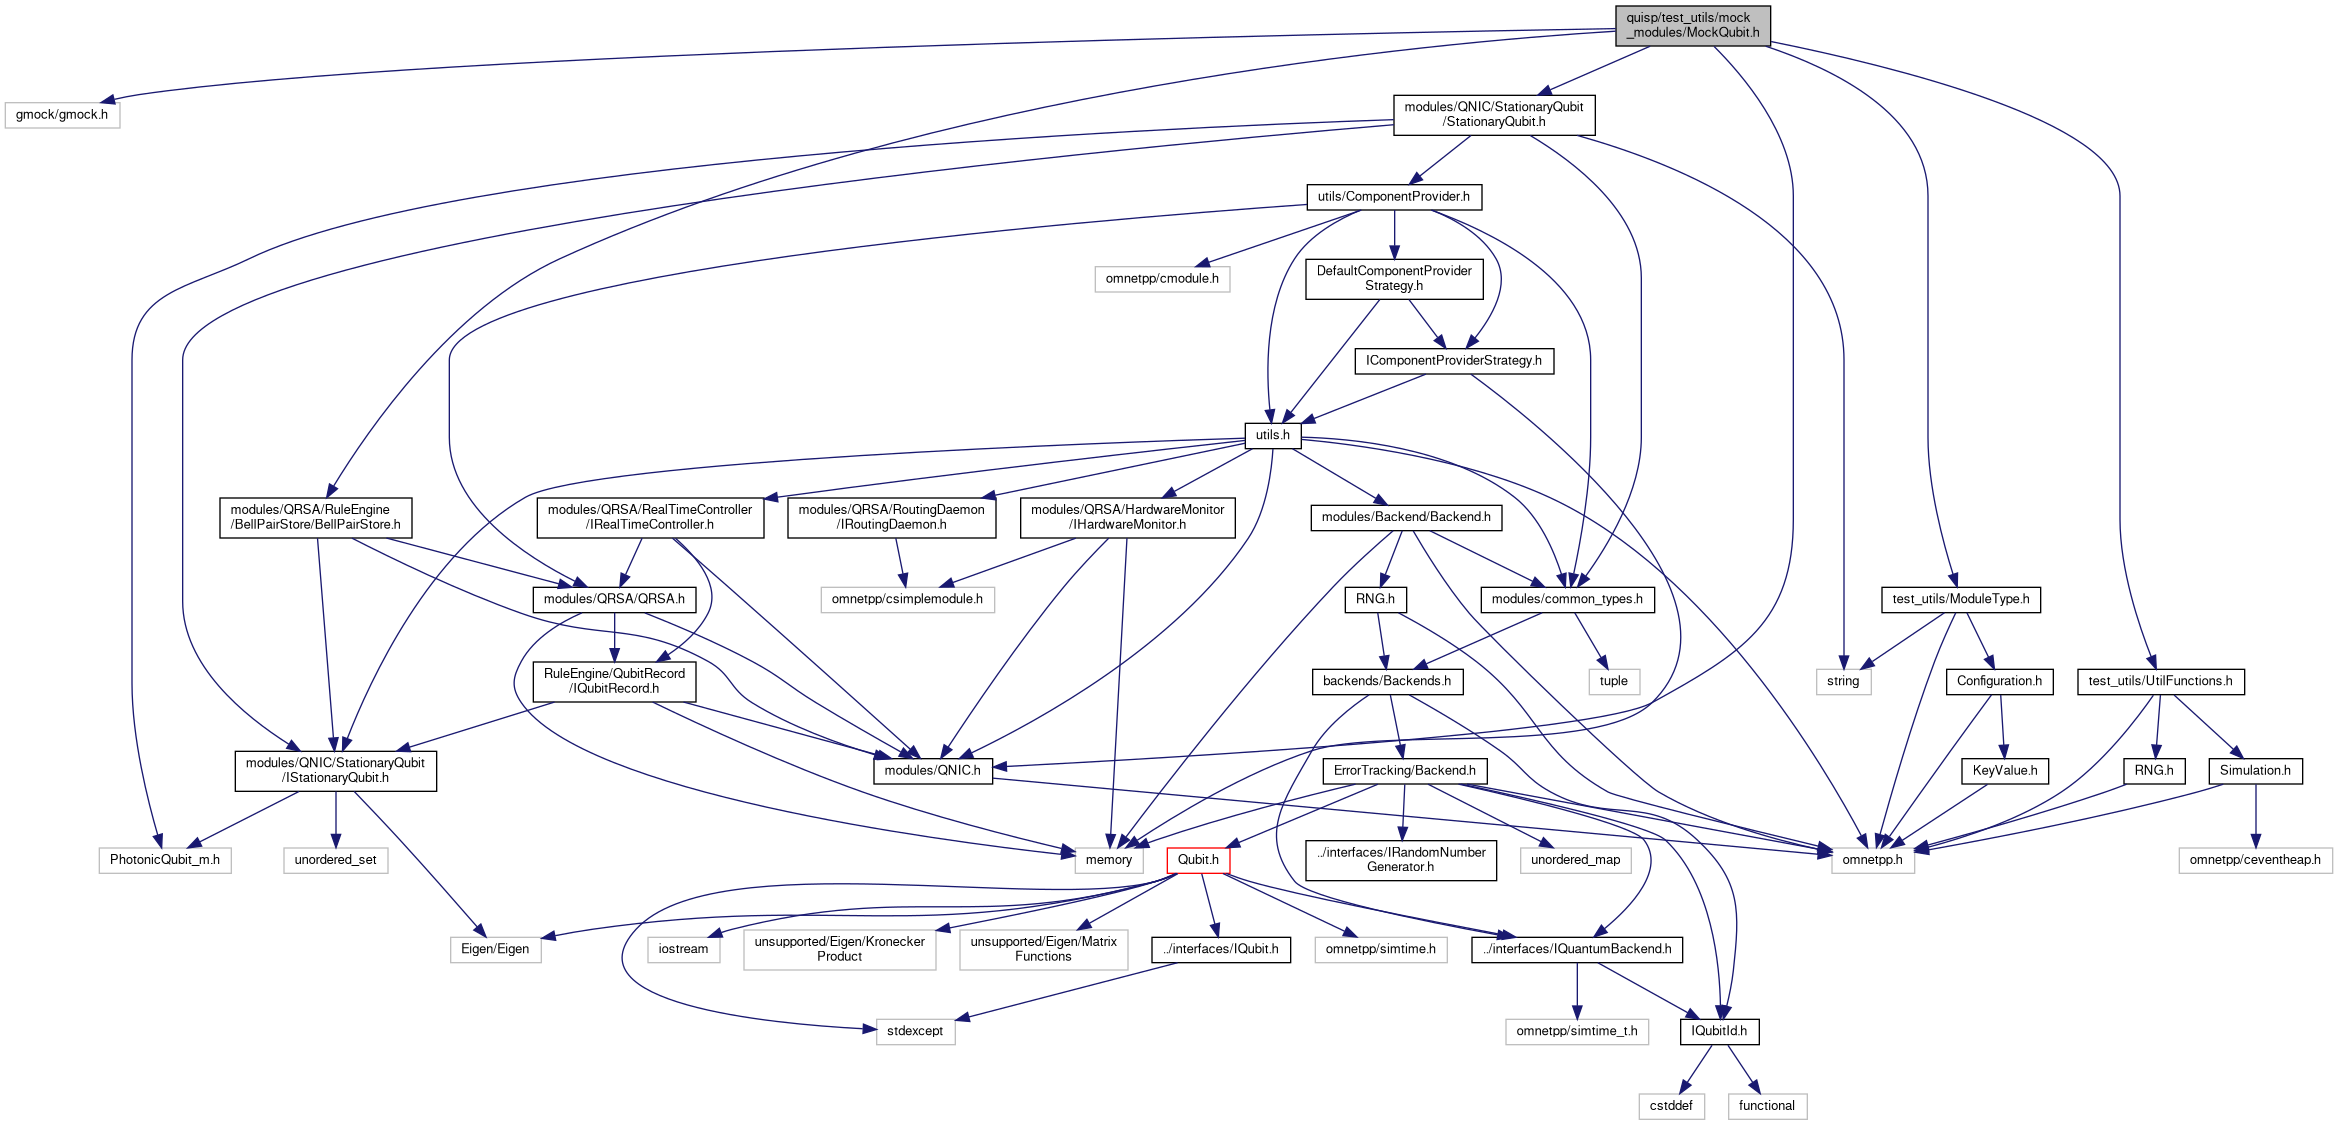 quisp/test_utils/mock
_modules/MockQubit.h
gmock/gmock.h
modules/QNIC/StationaryQubit
/StationaryQubit.h
utils/ComponentProvider.h
omnetpp/cmodule.h
DefaultComponentProvider
Strategy.h
IComponentProviderStrategy.h
utils.h
modules/QRSA/RuleEngine
/BellPairStore/BellPairStore.h
modules/QRSA/RealTimeController
/IRealTimeController.h
modules/QRSA/RoutingDaemon
/IRoutingDaemon.h
modules/QRSA/HardwareMonitor
/IHardwareMonitor.h
modules/Backend/Backend.h
modules/QRSA/QRSA.h
omnetpp/csimplemodule.h
RNG.h
modules/common_types.h
test_utils/ModuleType.h
RuleEngine/QubitRecord
/IQubitRecord.h
backends/Backends.h
tuple
string
Configuration.h
test_utils/UtilFunctions.h
modules/QNIC/StationaryQubit
/IStationaryQubit.h
modules/QNIC.h
ErrorTracking/Backend.h
KeyValue.h
RNG.h
Simulation.h
PhotonicQubit_m.h
unordered_set
memory
Qubit.h
../interfaces/IRandomNumber
Generator.h
unordered_map
omnetpp.h
omnetpp/ceventheap.h
Eigen/Eigen
iostream
unsupported/Eigen/Kronecker
Product
unsupported/Eigen/Matrix
Functions
../interfaces/IQubit.h
omnetpp/simtime.h
../interfaces/IQuantumBackend.h
stdexcept
omnetpp/simtime_t.h
IQubitId.h
cstddef
functional